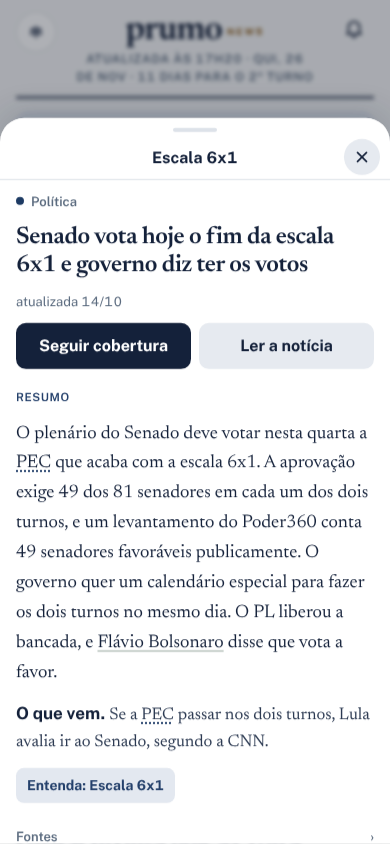 prumo NEWS
ATUALIZADA ÀS 17H20 · QUI, 26
DE NOV · 11 DIAS PARA O 2º TURNO
Escala 6x1
Política
Senado vota hoje o fim da escala
6x1 e governo diz ter os votos
atualizada 14/10
Seguir cobertura
Ler a notícia
RESUMO
O plenário do Senado deve votar nesta quarta a
PEC que acaba com a escala 6x1. A aprovação
exige 49 dos 81 senadores em cada um dos dois
turnos, e um levantamento do Poder360 conta
49 senadores favoráveis publicamente. O
governo quer um calendário especial para fazer
os dois turnos no mesmo dia. O PL liberou a
bancada, e Flávio Bolsonaro disse que vota a
favor.
O que vem. Se a PEC passar nos dois turnos, Lula
avalia ir ao Senado, segundo a CNN.
Entenda: Escala 6x1
Fontes ›